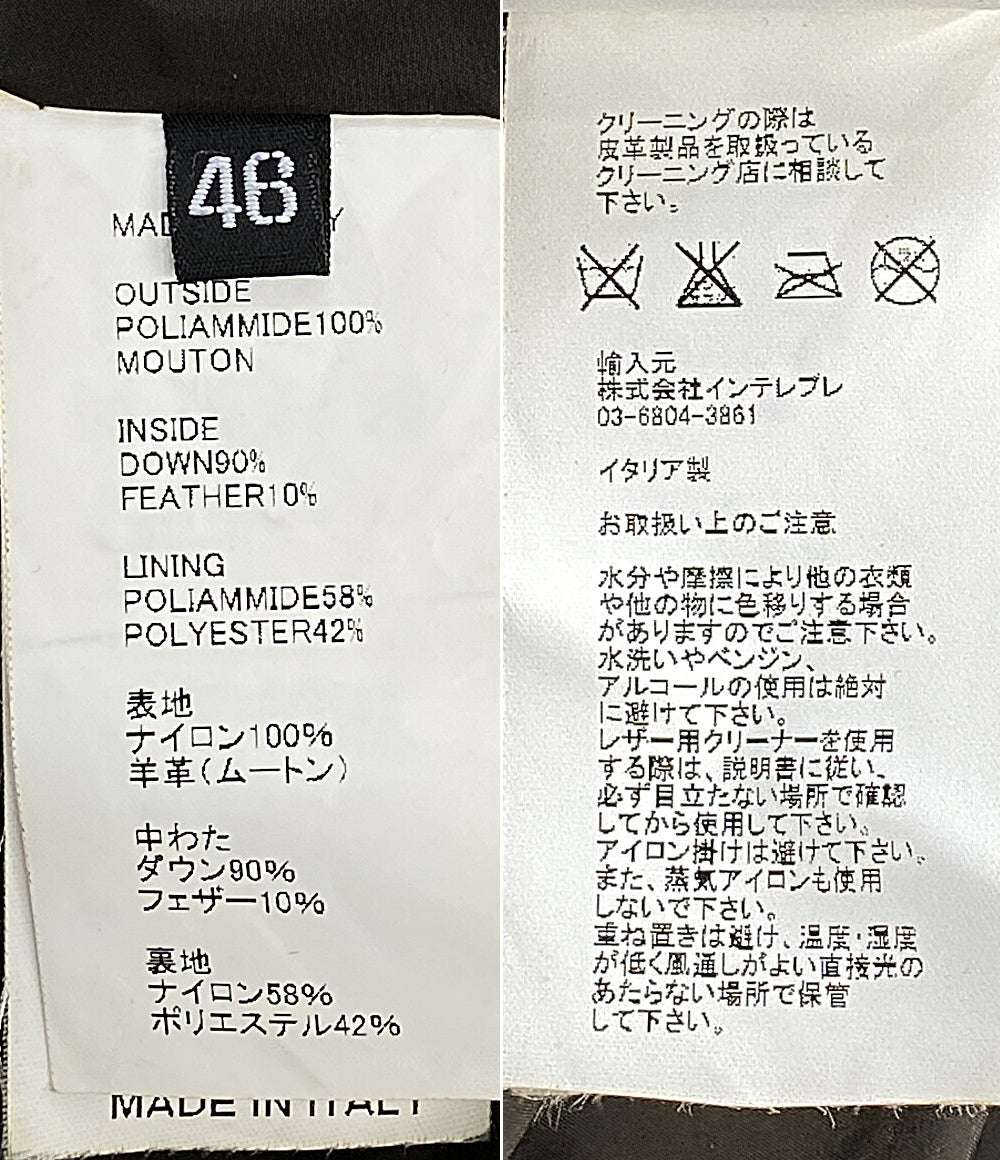 46
OUTSIDE
POLIAMMIDE100%
MOUTON
INSIDE
DOWN90%
FEATHER10%
LINING
POLIAMMIDE58%
POLYESTER42%
表地
ナイロン100%
羊革(ムートン)
中わた
ダウン90%
フェザー10%
裏地
ナイロン58%
ポリエステル42%
MADE IN ITALY
クリーニングの際は
皮革製品を取扱っている
クリーニング店に相談して
下さい。
輸入元
株式会社インテレプレ
03-6804-3861
イタリア製
お取扱い上のご注意
水分や摩擦により他の衣類
や他の物に色移りする場合
がありますのでご注意下さい。
水洗いやベンジン、
アルコールの使用は絶対
に避けて下さい。
レザー用クリーナーを使用
する際は、説明書に従い、
必ず目立たない場所で確認
してから使用して下さい。
アイロン掛けは避けて下さい。
また、蒸気アイロンも使用
しないで下さい。
重ね置きは避け、温度・湿度
が低く風通しがよい直接光の
あたらない場所で保管
して下さい。